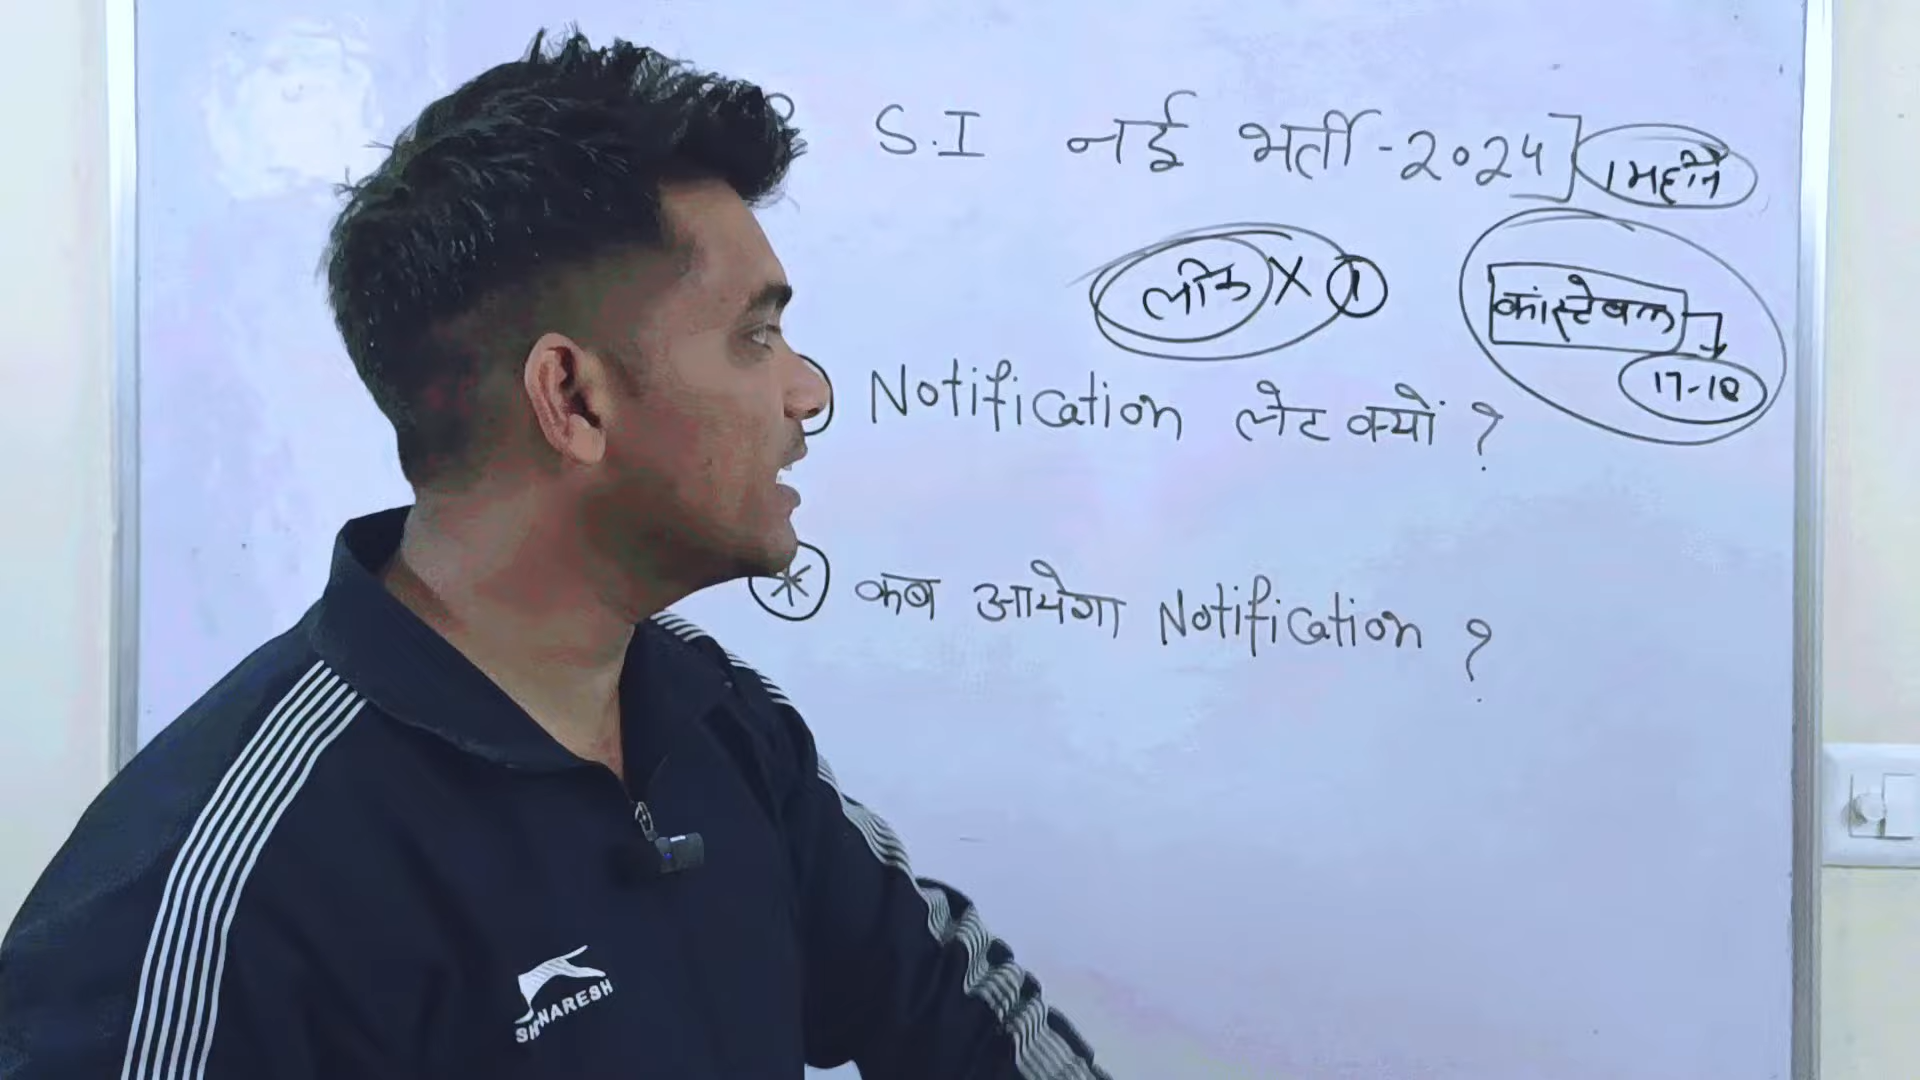 S.I नई भर्ती - 2024] 1 महीने
लीक X 1
कांस्टेबल
17-18
Notification लेट क्यों ?
* कब आयेगा Notification ?
SHNARESH